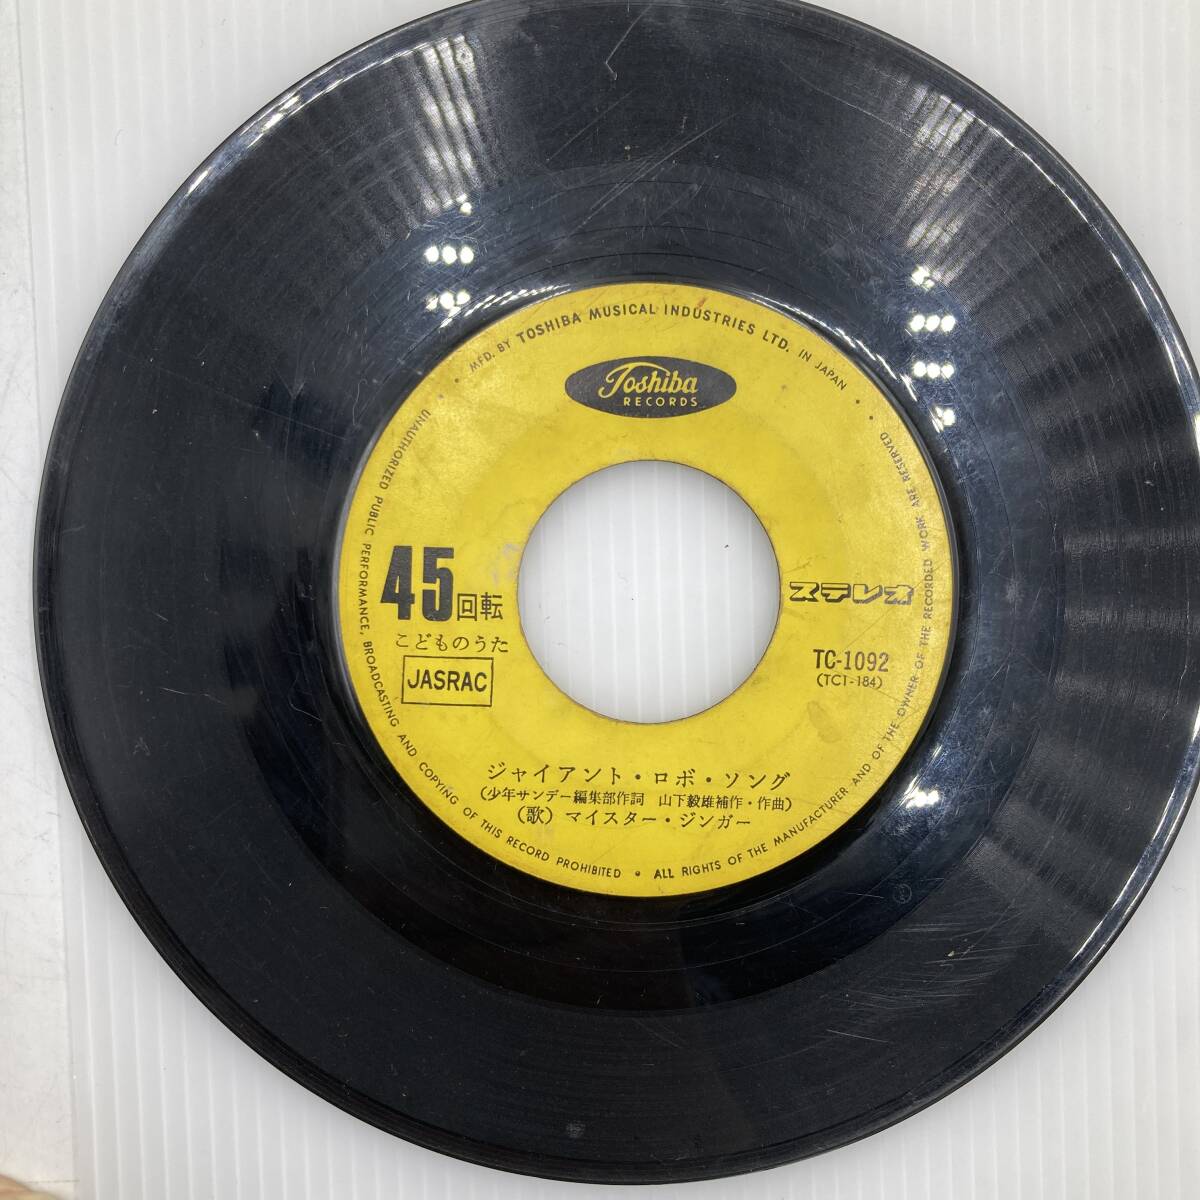 MFD. BY TOSHIBA MUSICAL INDUSTRIES LTD. IN JAPAN
Toshiba
RECORDS
45回転
こどものうた
JASRAC
ステレオ
TC-1092
(TC1-184)
ジャイアント・ロボ・ソング
(少年サンデー編集部作詞 山下毅雄補作・作曲)
(歌) マイスター・ジンガー
UNAUTHORIZED PUBLIC PERFORMANCE, BROADCASTING AND COPYING OF THIS RECORD PROHIBITED • ALL RIGHTS OF THE MANUFACTURER AND OF THE OWNER OF THE RECORDED WORK ARE RESERVED